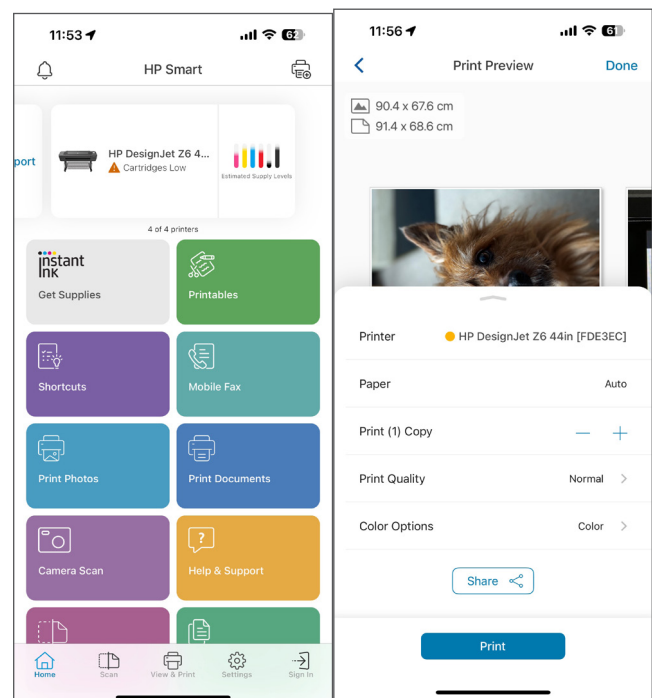 11:53
62
HP Smart
port
HP DesignJet Z6 4...
Cartridges Low
Estimated Supply Levels
4 of 4 printers
instant
ink
Get Supplies
Printables
Shortcuts
Mobile Fax
Print Photos
Print Documents
Camera Scan
Help & Support
Home
Scan
View & Print
Settings
Sign In
11:56
61
Print Preview
Done
90.4 x 67.6 cm
91.4 x 68.6 cm
Printer
HP DesignJet Z6 44in [FDE3EC]
Paper
Auto
Print (1) Copy
Print Quality
Normal
Color Options
Color
Share
Print